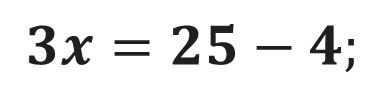 3x = 25 − 4;